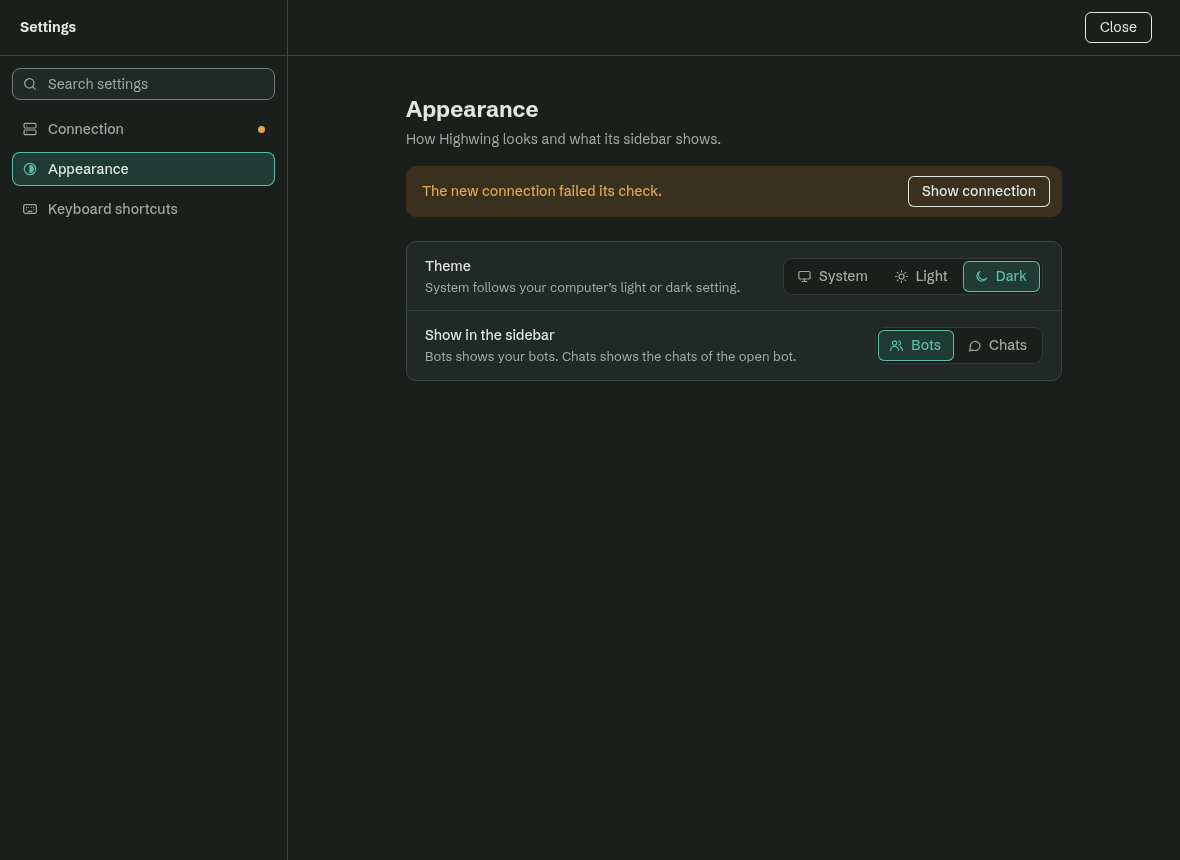 Settings
Close
Search settings
Connection
Appearance
Keyboard shortcuts
Appearance
How Highwing looks and what its sidebar shows.
The new connection failed its check.
Show connection
Theme
System follows your computer's light or dark setting.
System
Light
Dark
Show in the sidebar
Bots shows your bots. Chats shows the chats of the open bot.
Bots
Chats